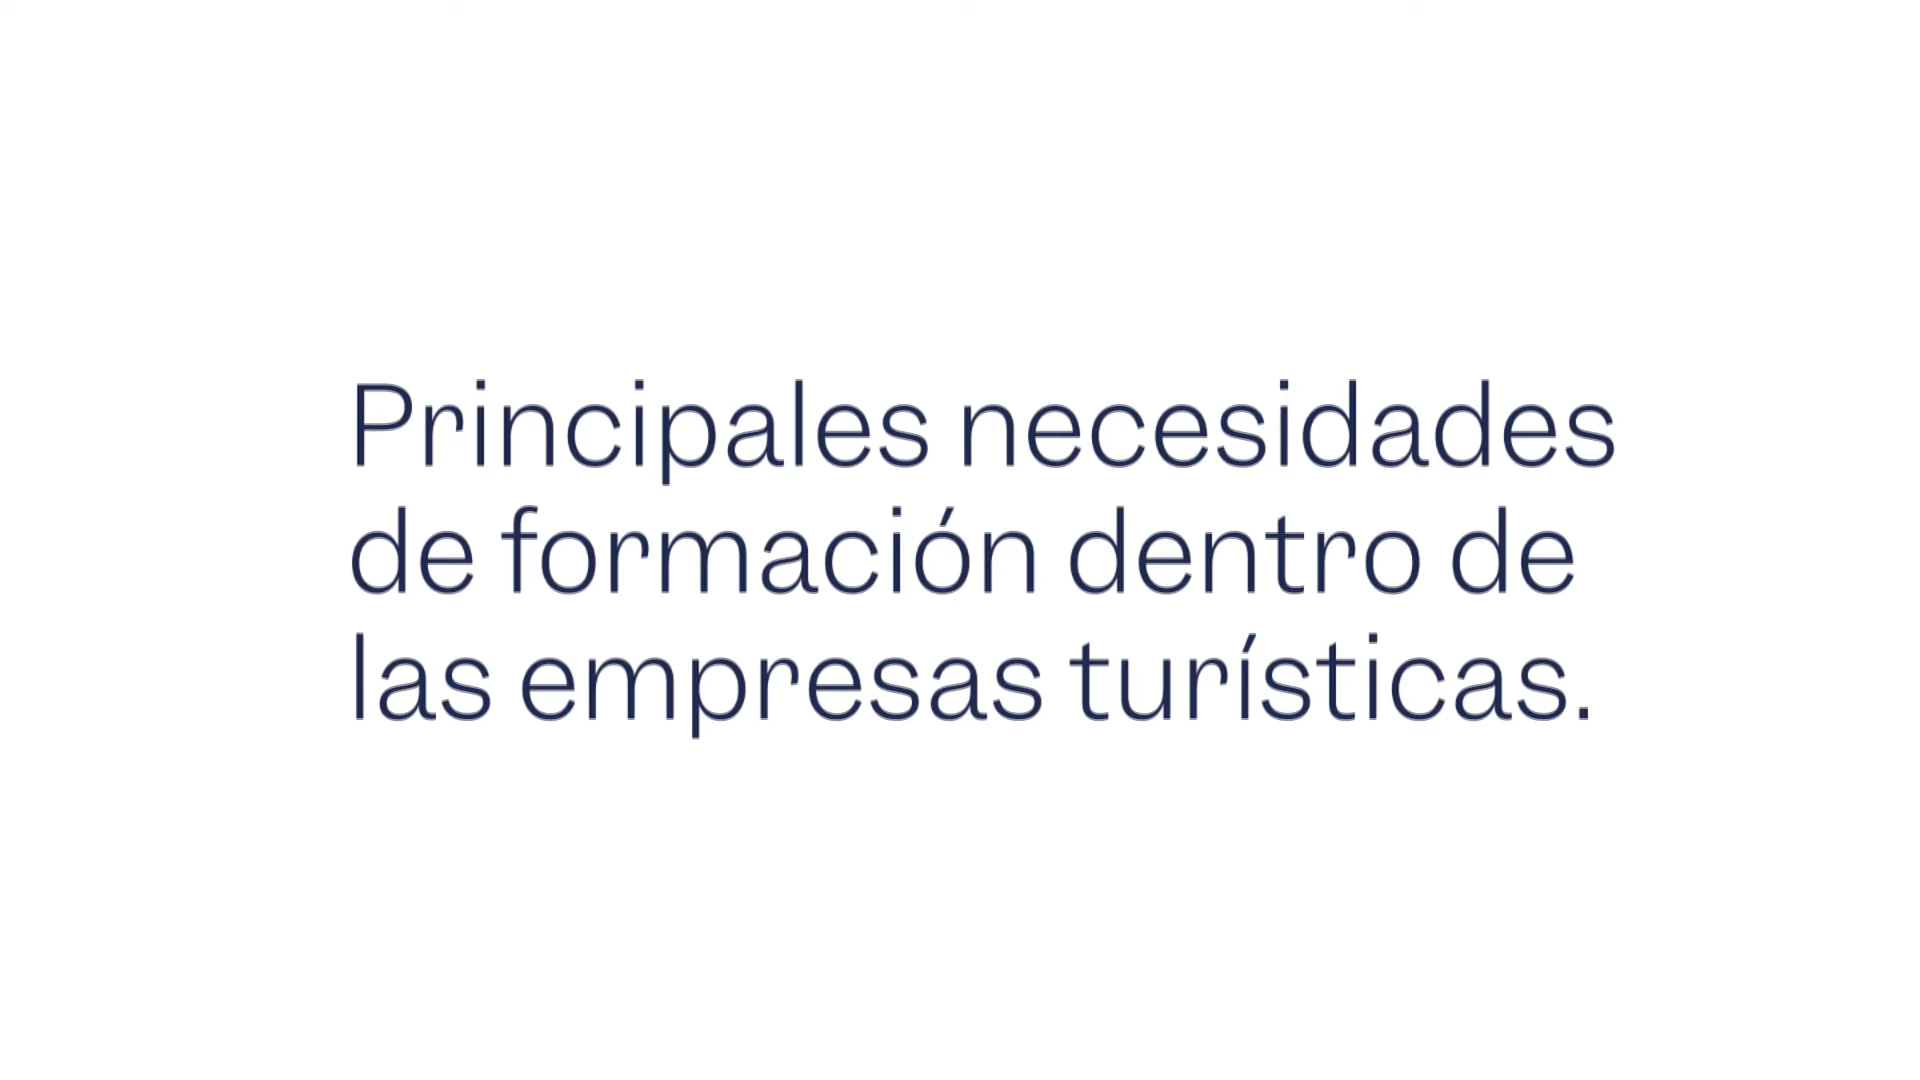 Principales necesidades
de formación dentro de
las empresas turísticas.